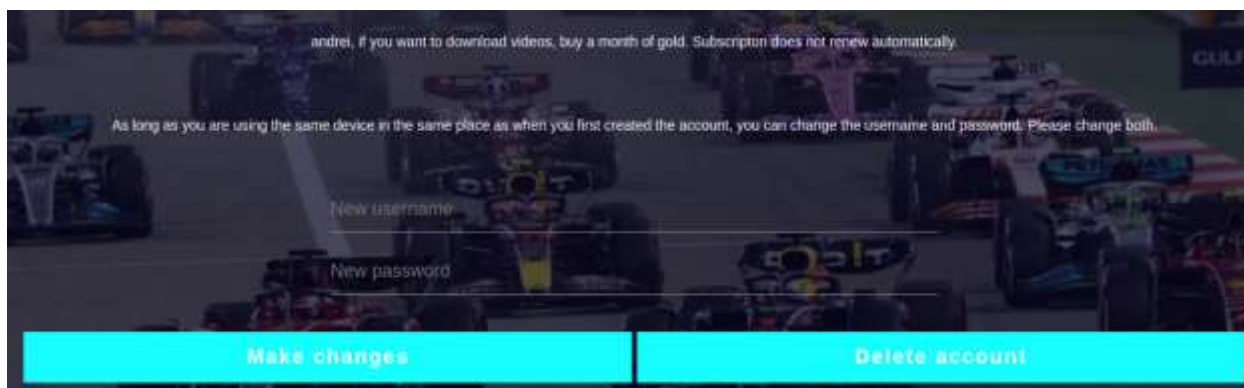 andrei, if you want to download videos, buy a month of gold. Subscripton does not renew automatically.
GULF
As long as you are using the same device in the same place as when you first created the account, you can change the username and password. Please change both.
New username
New password
Make changes
Delete account